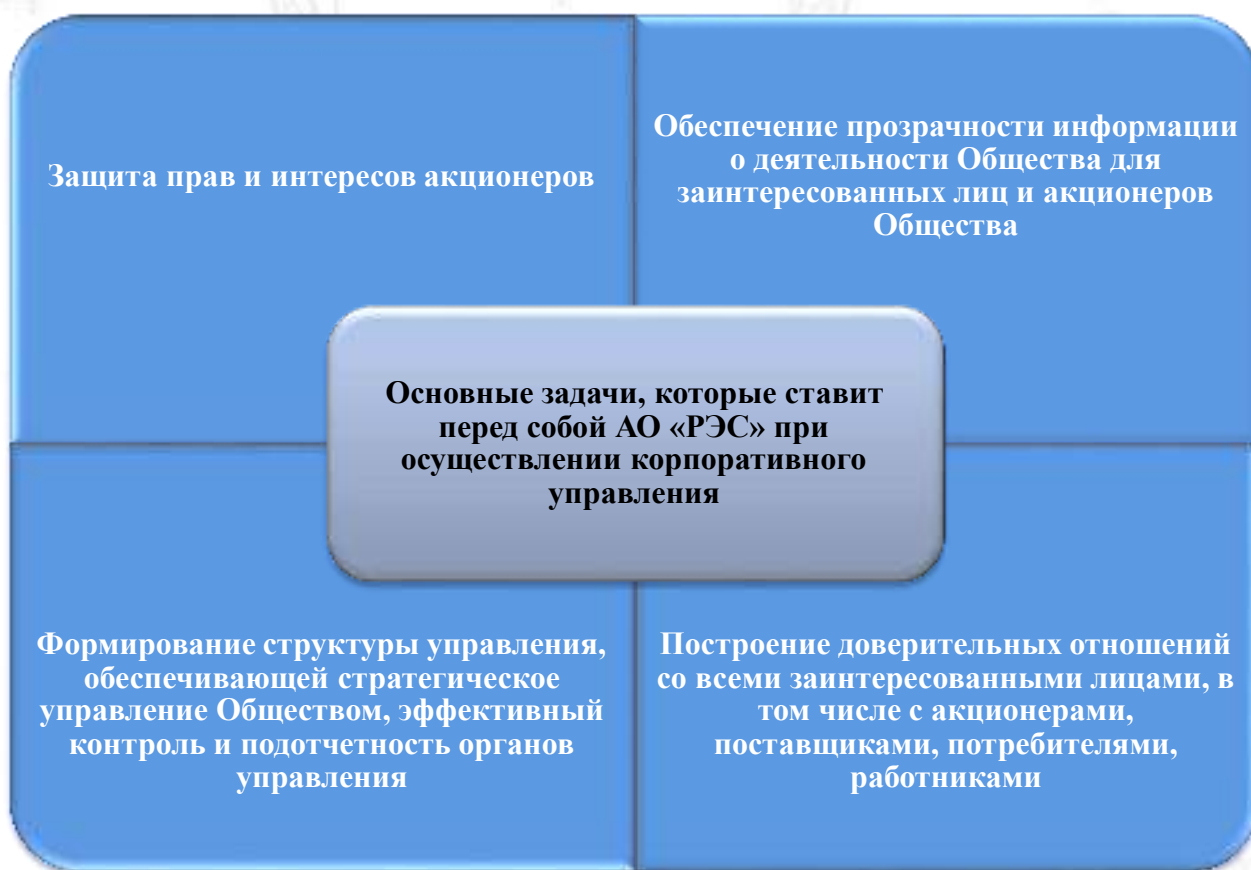 Защита прав и интересов акционеров
Обеспечение прозрачности информации
о деятельности Общества для
заинтересованных лиц и акционеров
Общества
Основные задачи, которые ставит
перед собой АО «РЭС» при
осуществлении корпоративного
управления
Формирование структуры управления,
обеспечивающей стратегическое
управление Обществом, эффективный
контроль и подотчетность органов
управления
Построение доверительных отношений
со всеми заинтересованными лицами, в
том числе с акционерами,
поставщиками, потребителями,
работниками